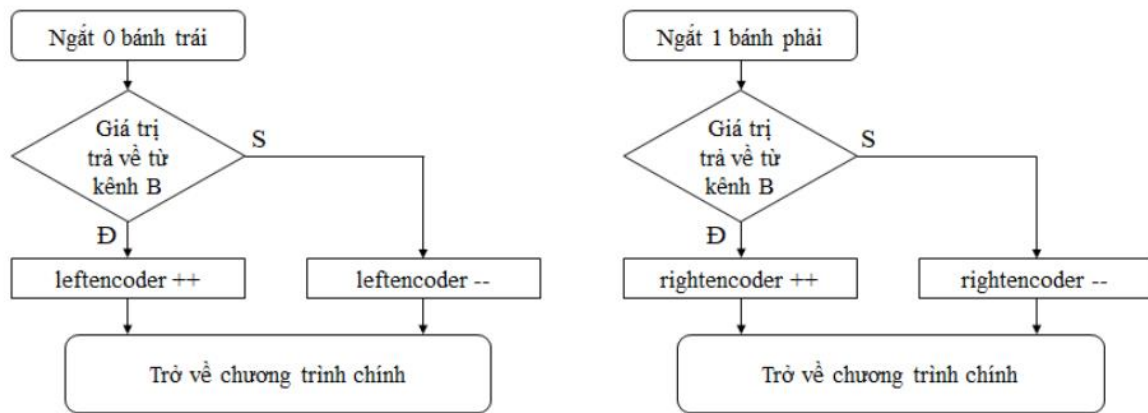 Ngắt 0 bánh trái
Giá trị
trả về từ
kênh B
S
Đ
leftencoder ++
leftencoder --
Trở về chương trình chính
Ngắt 1 bánh phải
Giá trị
trả về từ
kênh B
S
Đ
rightencoder ++
rightencoder --
Trở về chương trình chính